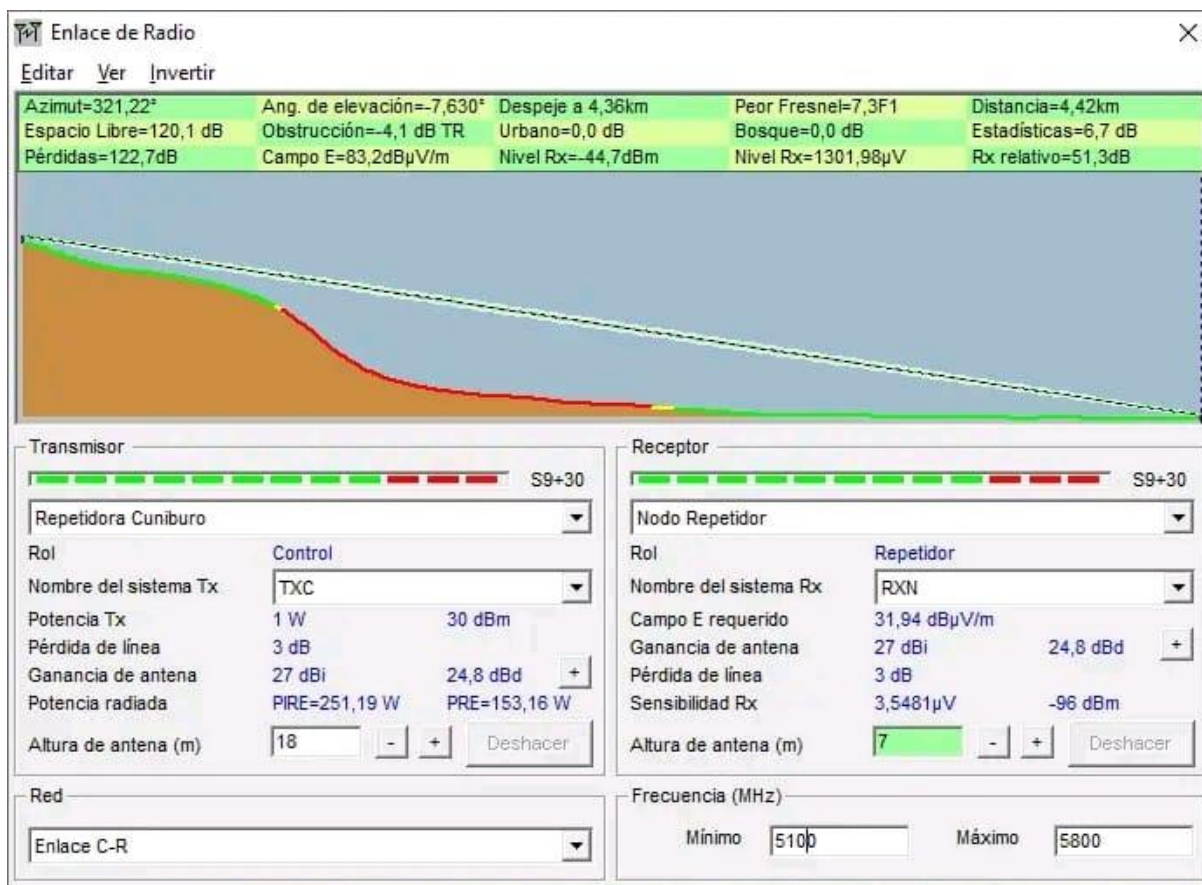 Enlace de Radio
Editar Ver Invertir
Azimut=321,22° Ang. de elevación=-7,630° Despeje a 4,36km Peor Fresnel=7,3F1 Distancia=4,42km
Espacio Libre=120,1 dB Obstrucción=-4,1 dB TR Urbano=0,0 dB Bosque=0,0 dB Estadísticas=6,7 dB
Pérdidas=122,7dB Campo E=83,2dBμV/m Nivel Rx=-44,7dBm Nivel Rx=1301,98μV Rx relativo=51,3dB
Transmisor
S9+30
Repetidora Cuniburo
Rol Control
Nombre del sistema Tx TXC
Potencia Tx 1 W 30 dBm
Pérdida de línea 3 dB
Ganancia de antena 27 dBi 24,8 dBd +
Potencia radiada PIRE=251,19 W PRE=153,16 W
Altura de antena (m) 18 - + Deshacer
Receptor
S9+30
Nodo Repetidor
Rol Repetidor
Nombre del sistema Rx RXN
Campo E requerido 31,94 dBμV/m
Ganancia de antena 27 dBi 24,8 dBd +
Pérdida de línea 3 dB
Sensibilidad Rx 3,5481μV -96 dBm
Altura de antena (m) 7 - + Deshacer
Red
Enlace C-R
Frecuencia (MHz)
Mínimo 5100 Máximo 5800